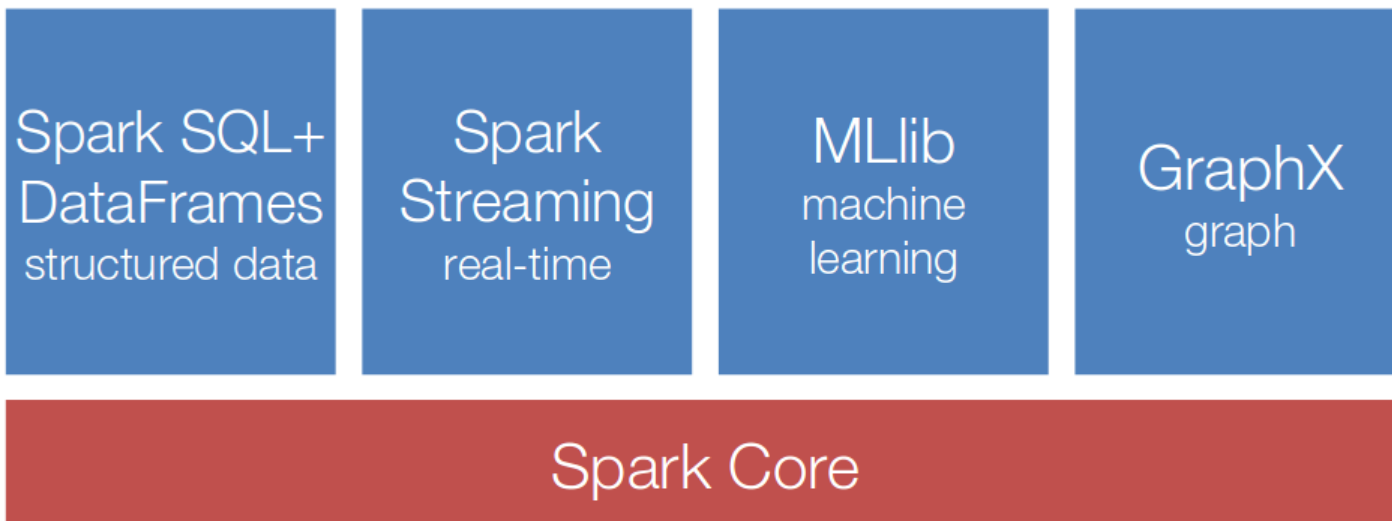 Spark SQL+
DataFrames
structured data
Spark
Streaming
real-time
MLlib
machine
learning
GraphX
graph
Spark Core